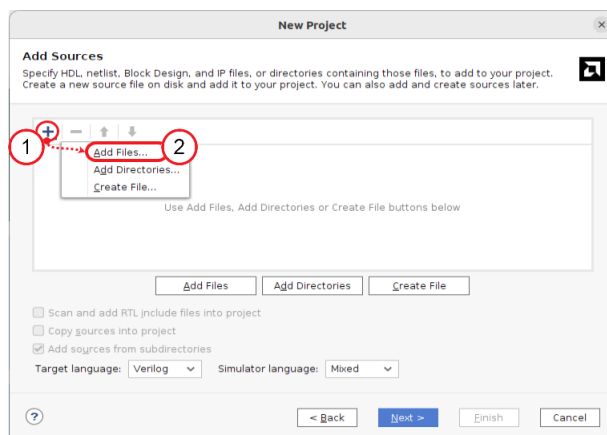 New Project
Add Sources
Specify HDL, netlist, Block Design, and IP files, or directories containing those files, to add to your project.
Create a new source file on disk and add it to your project. You can also add and create sources later.
1
Add Files...
2
Add Directories...
Create File...
Use Add Files, Add Directories or Create File buttons below
Add Files Add Directories Create File
Scan and add RTL include files into project
Copy sources into project
Add sources from subdirectories
Target language: Verilog Simulator language: Mixed
? < Back Next > Finish Cancel